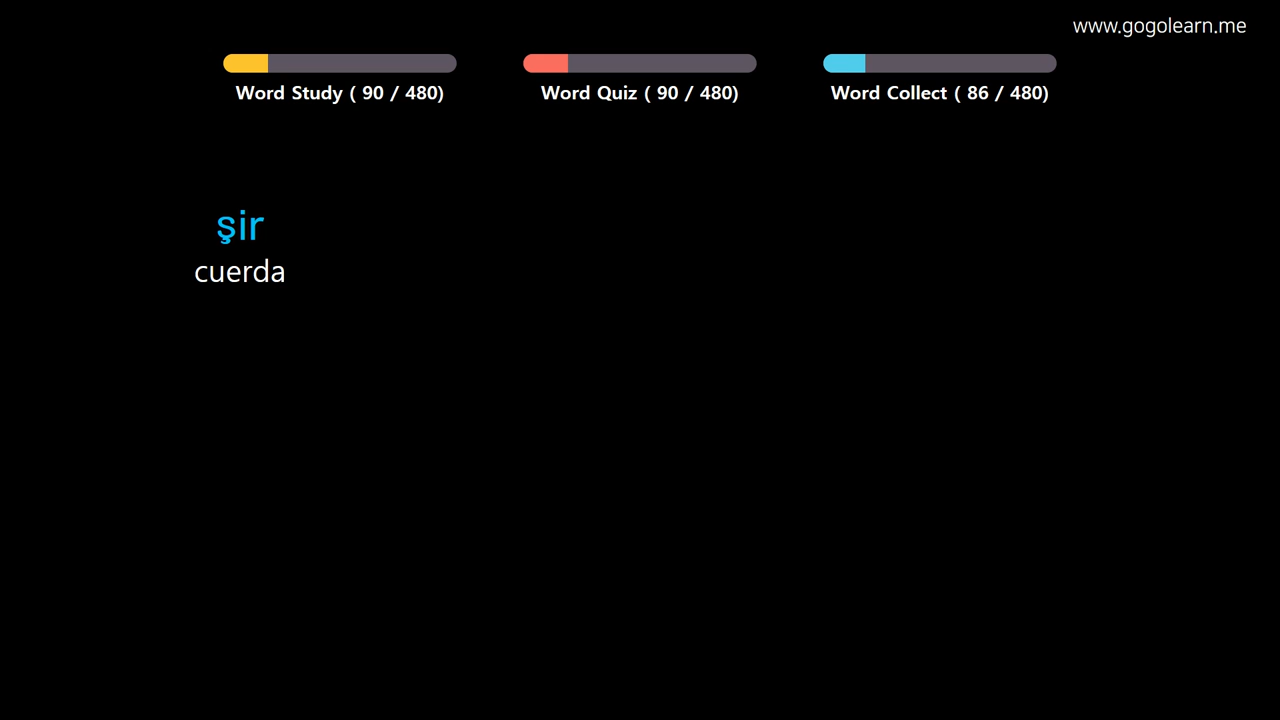 www.gogolearn.me
Word Study ( 90 / 480)
Word Quiz ( 90 / 480)
Word Collect ( 86 / 480)
şir
cuerda